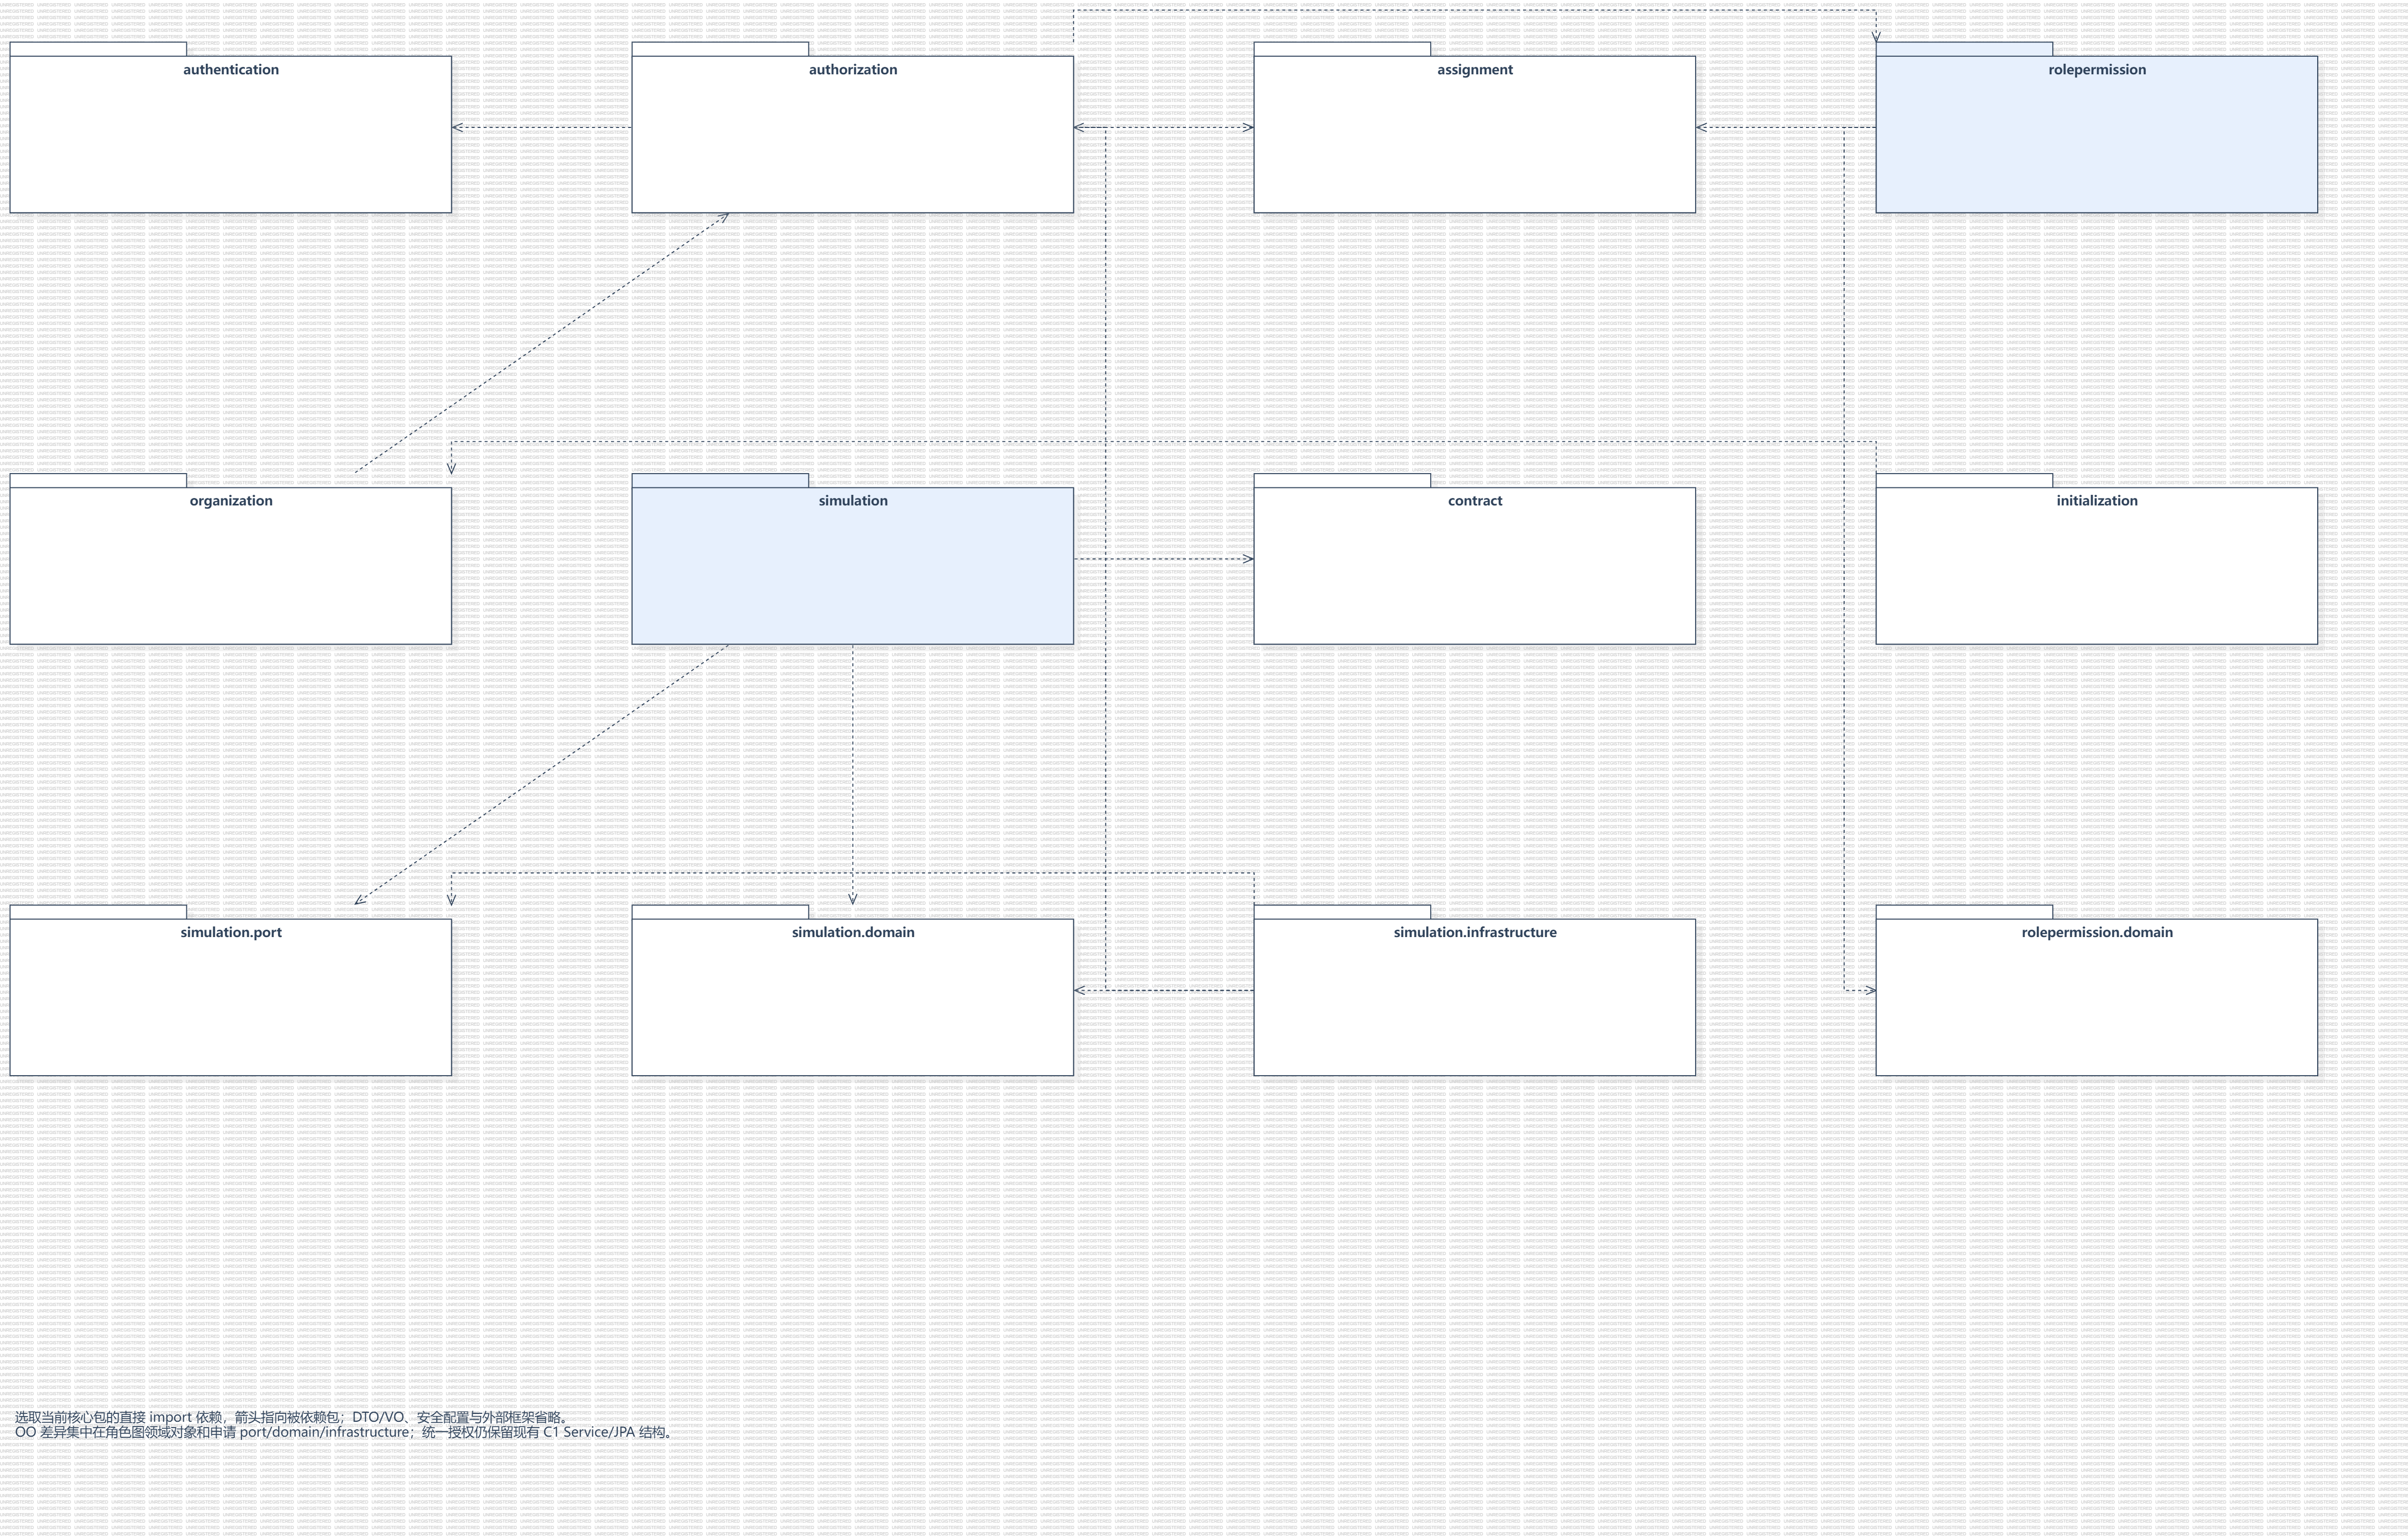 authentication
authorization
assignment
rolepermission
organization
simulation
contract
initialization
simulation.port
simulation.domain
simulation.infrastructure
rolepermission.domain
选取当前核心包的直接 import 依赖，箭头指向被依赖包；DTO/VO、安全配置与外部框架省略。
OO 差异集中在角色图领域对象和申请 port/domain/infrastructure；统一授权仍保留现有 C1 Service/JPA 结构。
UNREGISTERED